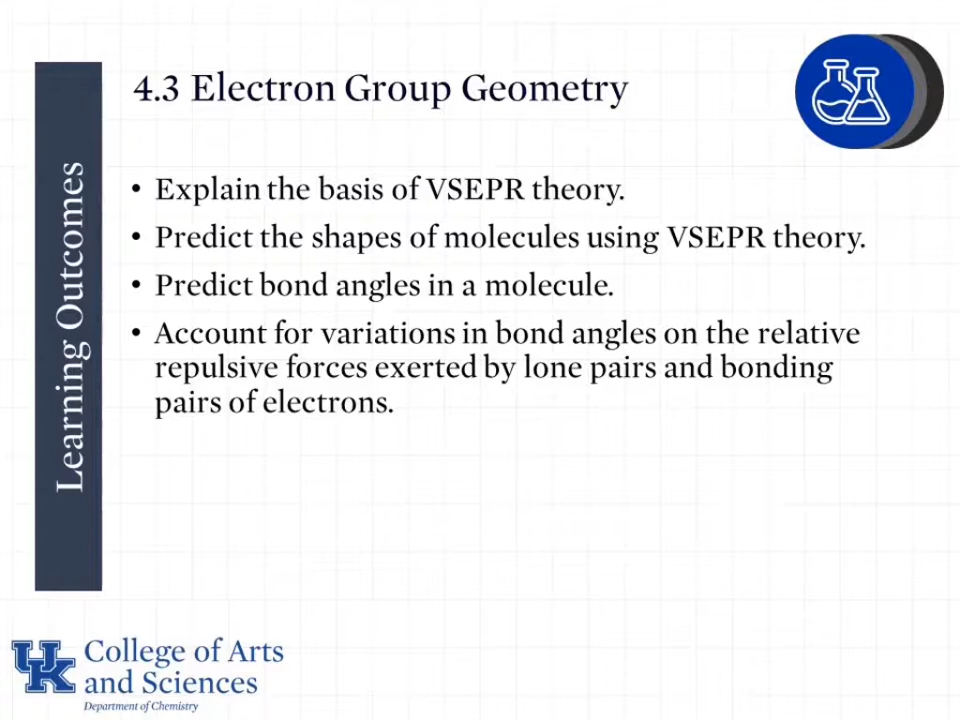 4.3 Electron Group Geometry
Learning Outcomes
• Explain the basis of VSEPR theory.
• Predict the shapes of molecules using VSEPR theory.
• Predict bond angles in a molecule.
• Account for variations in bond angles on the relative
repulsive forces exerted by lone pairs and bonding
pairs of electrons.
UK
College of Arts
and Sciences
Department of Chemistry